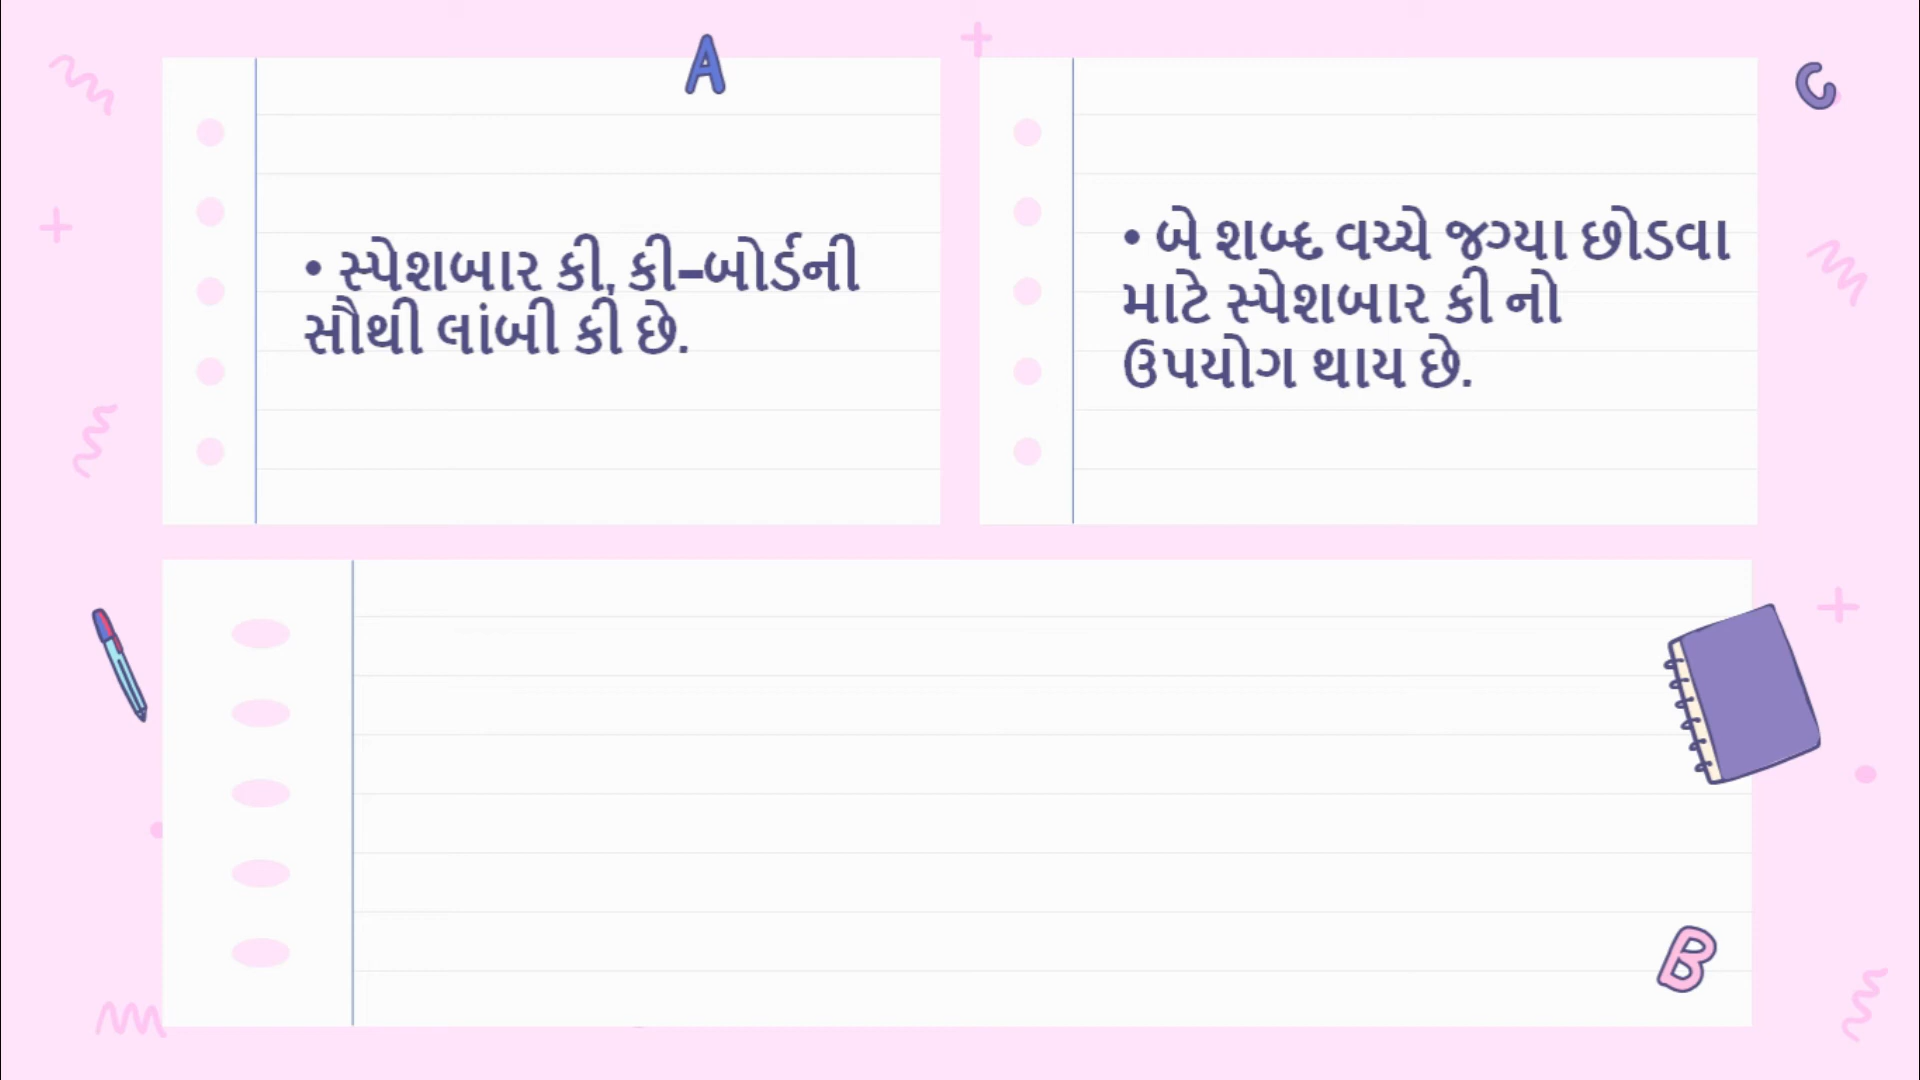 A
C
• સ્પેશબાર કી, કી–બોર્ડની
સૌથી લાંબી કી છે.
• બે શબ્દ વચ્ચે જગ્યા છોડવા
માટે સ્પેશબાર કી નો
ઉપયોગ થાય છે.
B